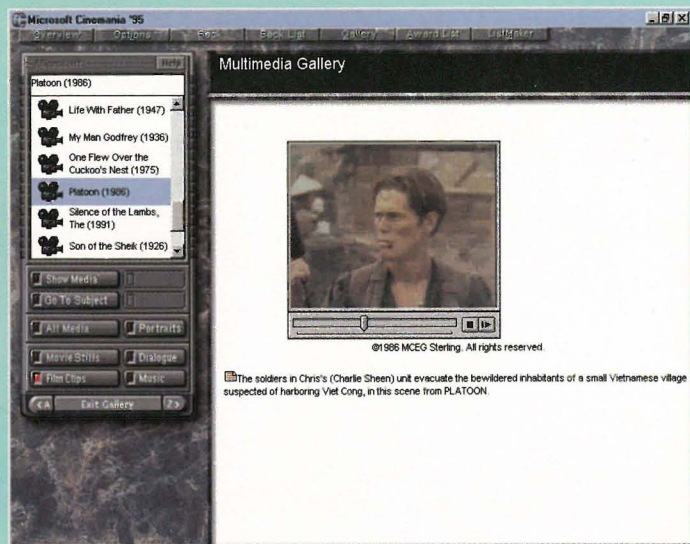 Microsoft Cinemania '95
Overview Options Back Back List Gallery Award List ListMaker
Help
Platoon (1986)
Life With Father (1947)
My Man Godfrey (1936)
One Flew Over the
Cuckoo's Nest (1975)
Platoon (1986)
Silence of the Lambs,
The (1991)
Son of the Sheik (1926)
Show Media
Go To Subject
All Media Portraits
Movie Stills Dialogue
Film Clips Music
<A Exit Gallery Z>
Multimedia Gallery
©1986 MCEG Sterling. All rights reserved.
The soldiers in Chris's (Charlie Sheen) unit evacuate the bewildered inhabitants of a small Vietnamese village
suspected of harboring Viet Cong, in this scene from PLATOON.